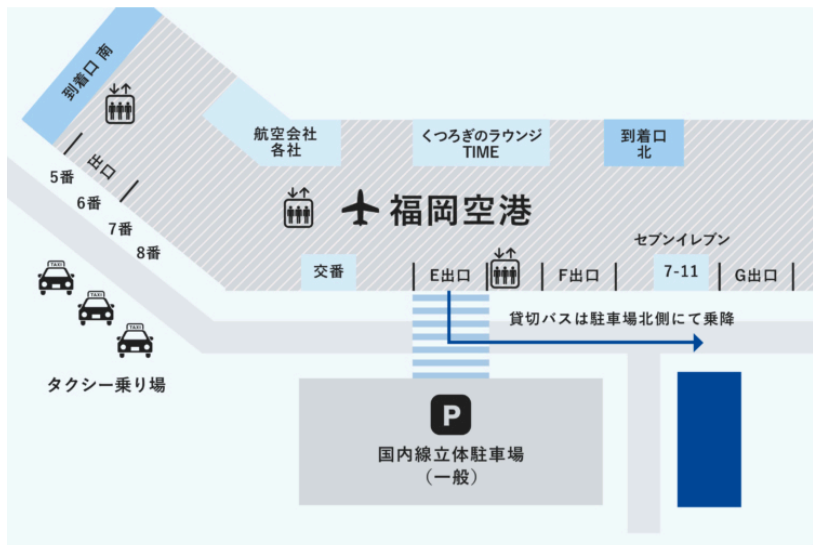 到着口 南
出口
5番
6番
7番
8番
航空会社
各社
くつろぎのラウンジ
TIME
到着口
北
福岡空港
セブンイレブン
交番
E出口
F出口
7-11
G出口
貸切バスは駐車場北側にて乗降
TAXI
TAXI
TAXI
タクシー乗り場
P
国内線立体駐車場
（一般）